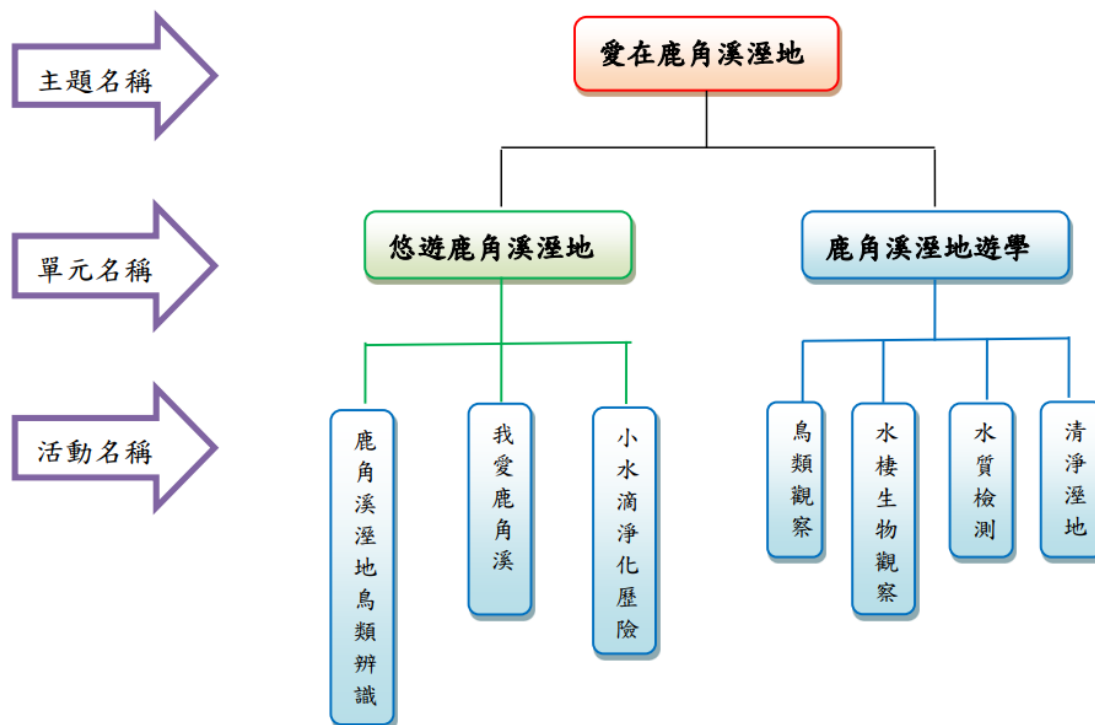 主題名稱
愛在鹿角溪溼地
單元名稱
悠遊鹿角溪溼地
鹿角溪溼地遊學
活動名稱
鹿角溪溼地鳥類辨識
我愛鹿角溪
小水滴淨化歷險
鳥類觀察
水棲生物觀察
水質檢測
清淨溼地